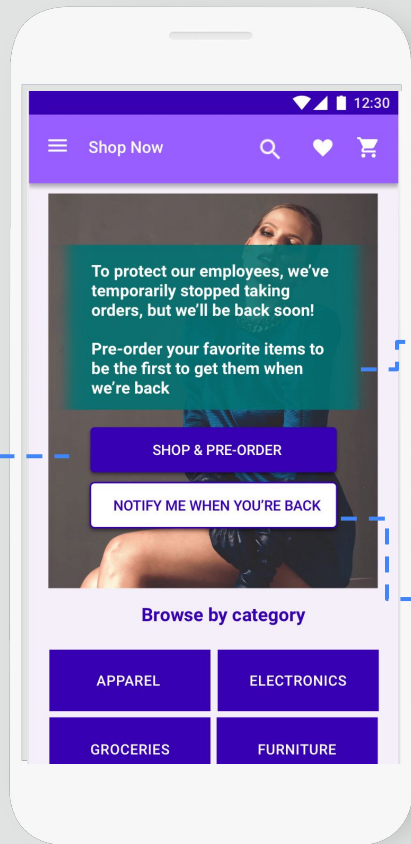 12:30
Shop Now
To protect our employees, we’ve
temporarily stopped taking
orders, but we’ll be back soon!
Pre-order your favorite items to
be the first to get them when
we’re back
SHOP & PRE-ORDER
NOTIFY ME WHEN YOU’RE BACK
Browse by category
APPAREL ELECTRONICS
GROCERIES FURNITURE